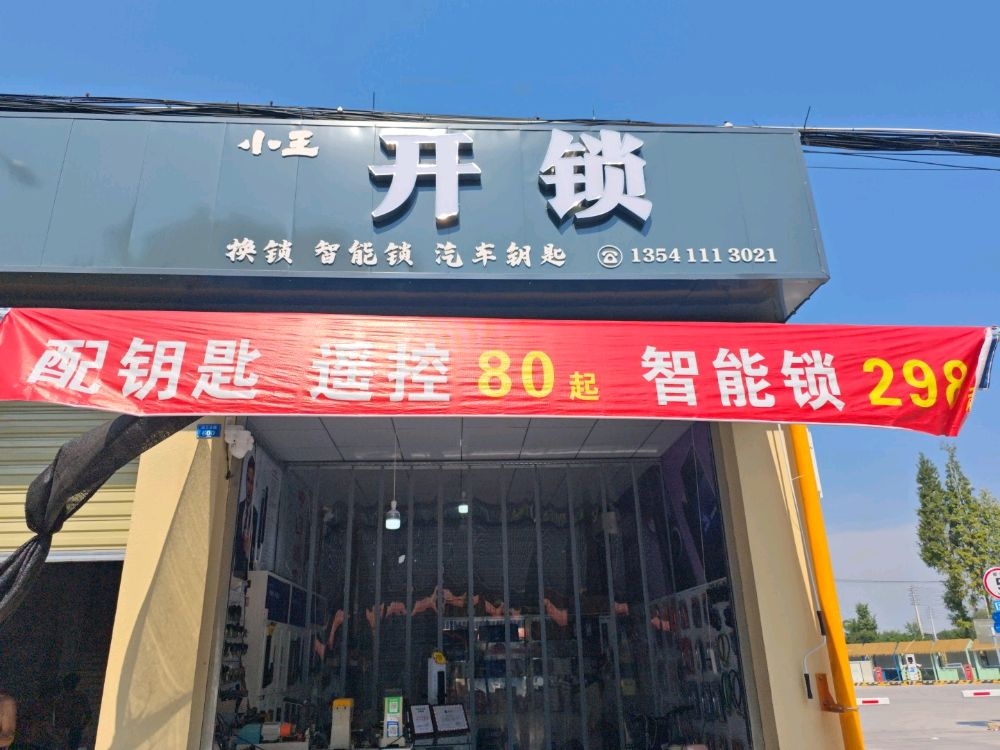 小王 开锁
换锁 智能锁 汽车钥匙 ☎ 1354 111 3021
配钥匙 遥控 80起 智能锁 298
600